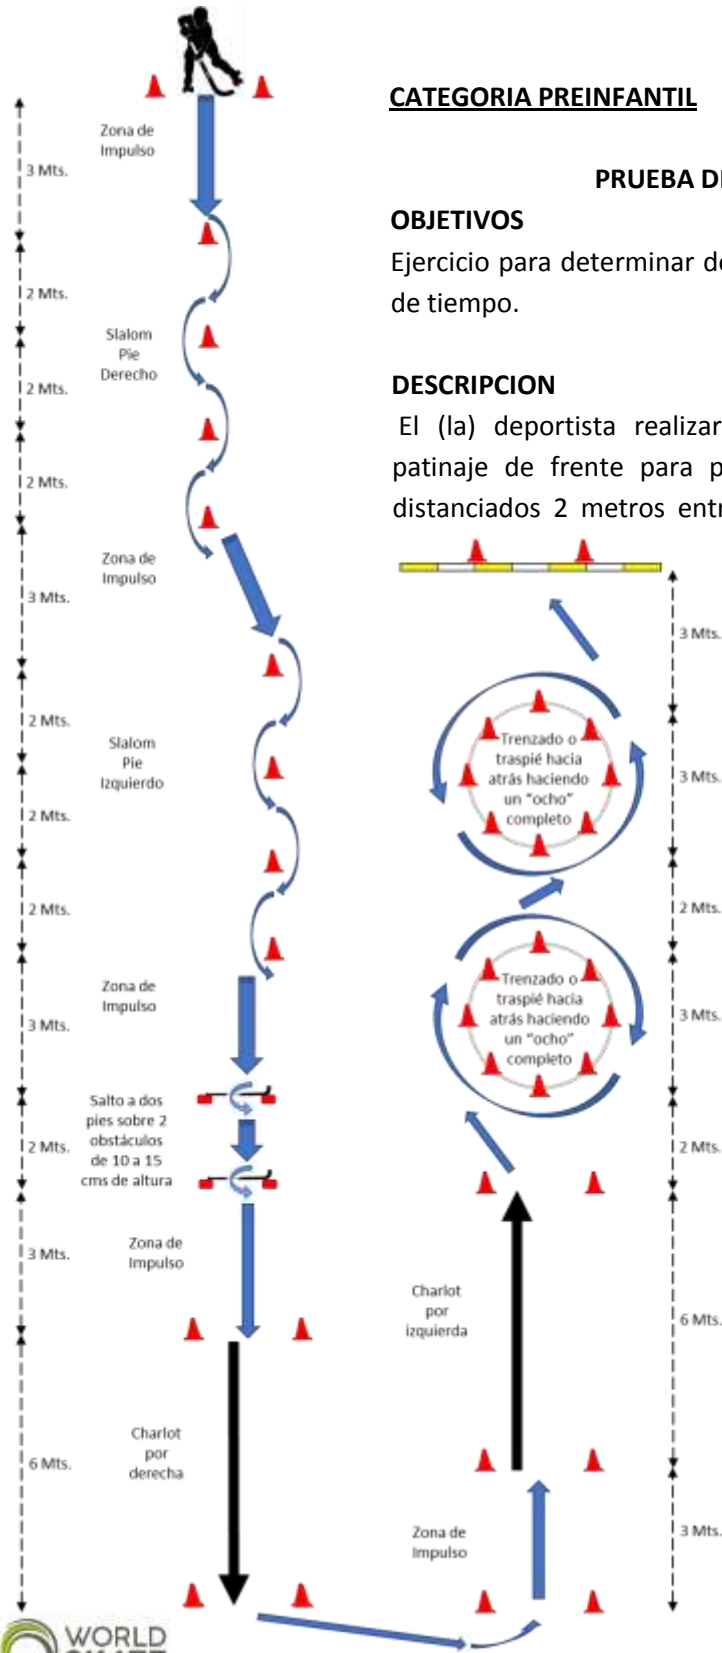 CATEGORIA PREINFANTIL
PRUEBA DE
OBJETIVOS
Ejercicio para determinar de
de tiempo.
DESCRIPCION
El (la) deportista realizar
patinaje de frente para p
distanciados 2 metros entr
Zona de
Impulso
3 Mts.
2 Mts.
Slalom
Pie
Derecho
2 Mts.
2 Mts.
Zona de
Impulso
3 Mts.
2 Mts.
Slalom
Pie
Izquierdo
2 Mts.
2 Mts.
Zona de
Impulso
3 Mts.
Salto a dos
pies sobre 2
obstáculos
de 10 a 15
cms de altura
2 Mts.
Zona de
Impulso
3 Mts.
Charlot
por
derecha
6 Mts.
WORLD
3 Mts.
Trenzado o
traspié hacia
atrás haciendo
un "ocho"
completo
3 Mts.
2 Mts.
Trenzado o
traspié hacia
atrás haciendo
un "ocho"
completo
3 Mts.
2 Mts.
Charlot
por
izquierda
6 Mts.
Zona de
Impulso
3 Mts.